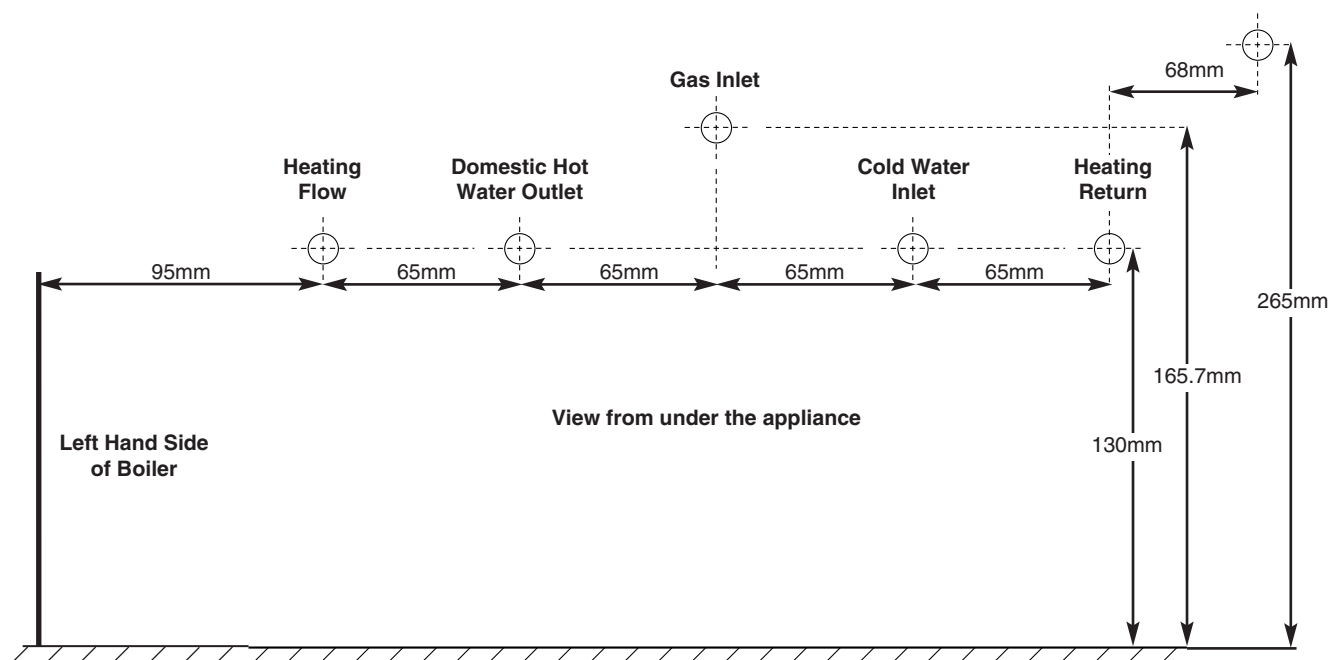 68mm
Gas Inlet
Heating
Flow
Domestic Hot
Water Outlet
Cold Water
Inlet
Heating
Return
95mm
65mm
65mm
65mm
65mm
265mm
165.7mm
View from under the appliance
130mm
Left Hand Side
of Boiler